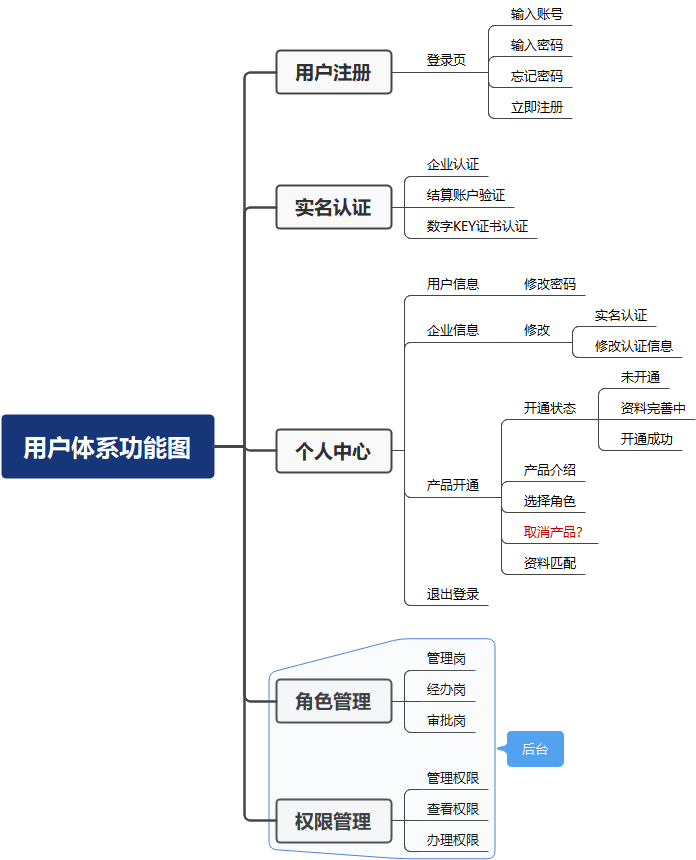 用户体系功能图
用户注册
登录页
输入账号
输入密码
忘记密码
立即注册
实名认证
企业认证
结算账户验证
数字KEY证书认证
个人中心
用户信息
修改密码
企业信息
修改
实名认证
修改认证信息
产品开通
开通状态
未开通
资料完善中
开通成功
产品介绍
选择角色
取消产品?
资料匹配
退出登录
角色管理
管理岗
经办岗
审批岗
权限管理
管理权限
查看权限
办理权限
后台